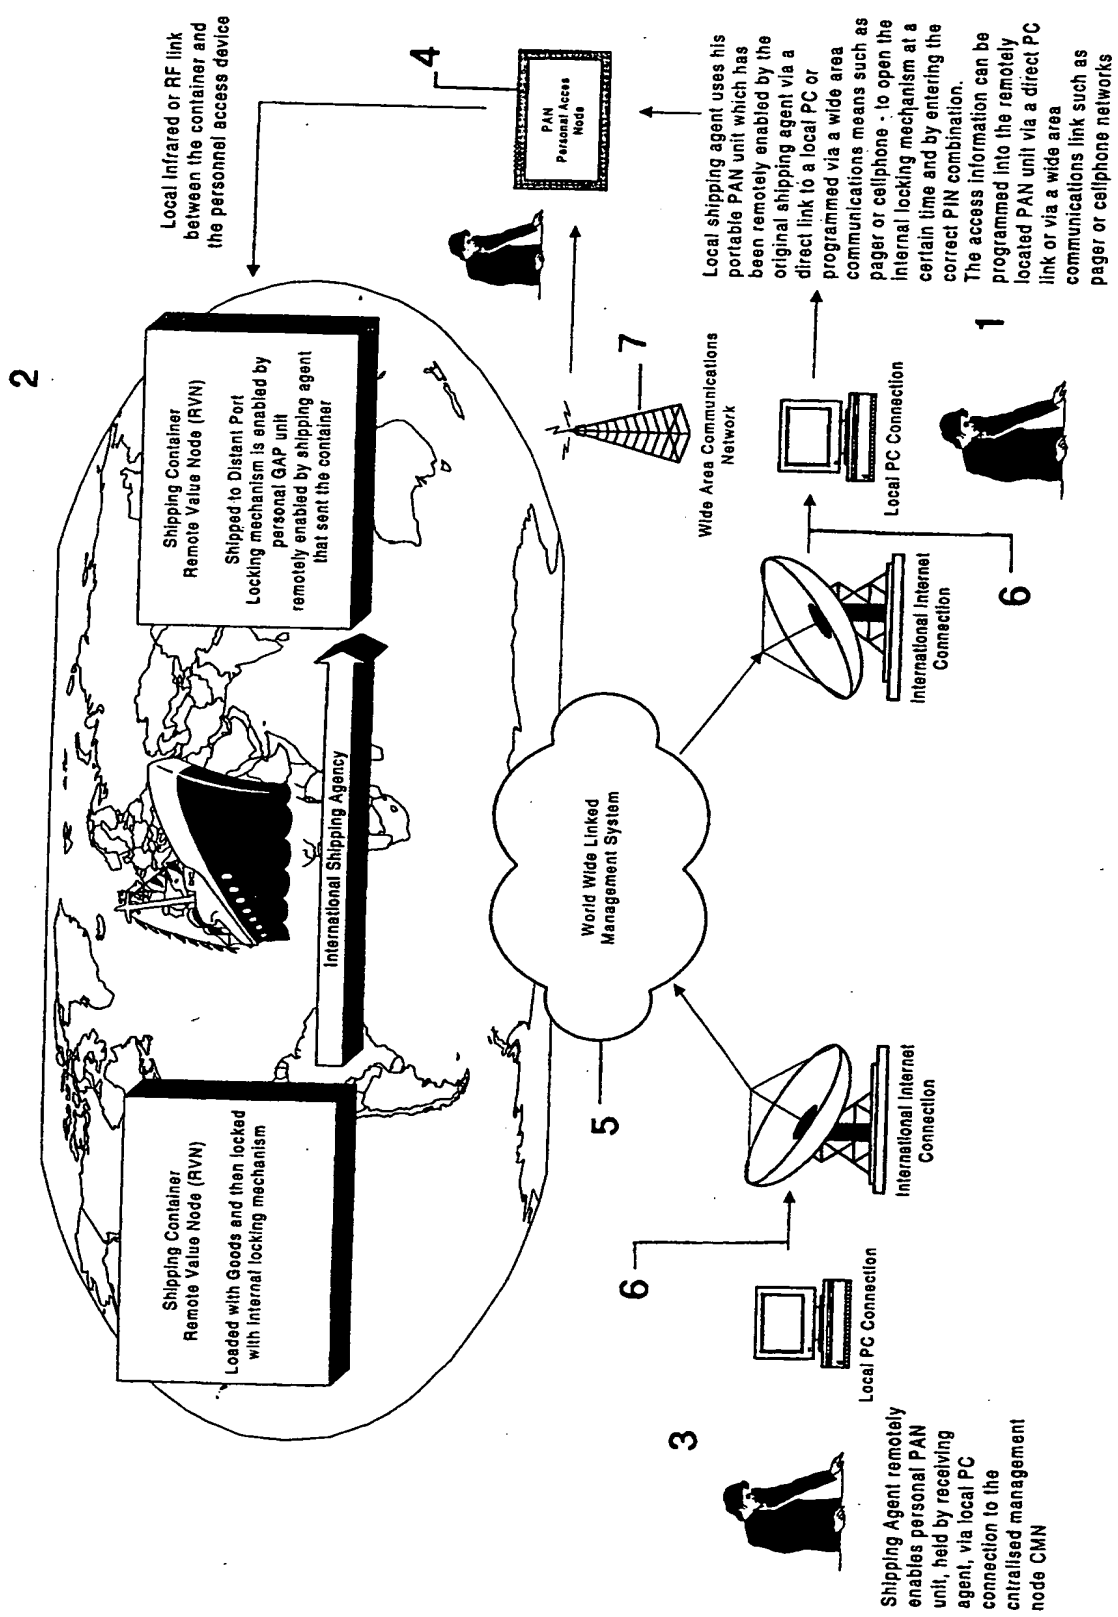 2
Shipping Container
Remote Value Node (RVN)
Loaded with Goods and then locked
with internal locking mechanism
International Shipping Agency
Shipping Container
Remote Value Node (RVN)
Shipped to Distant Port
Locking mechanism is enabled by
personal GAP unit
remotely enabled by shipping agent
that sent the container
Local Infrared or RF link
between the container and
the personnel access device
4
PAN
Personal Acces
Node
World Wide Linked
Management System
5
7
Wide Area Communications
Network
Local shipping agent uses his
portable PAN unit which has
been remotely enabled by the
original shipping agent via a
direct link to a local PC or
programmed via a wide area
communications means such as
pager or cellphone - to open the
internal locking mechanism at a
certain time and by entering the
correct PIN combination.
The access information can be
programmed into the remotely
located PAN unit via a direct PC
link or via a wide area
communications link such as
pager or cellphone networks
3
Shipping Agent remotely
enables personal PAN
unit, held by receiving
agent, via local PC
connection to the
cntralised management
node CMN
Local PC Connection
6
International Internet
Connection
International Internet
Connection
6
Local PC Connection
1